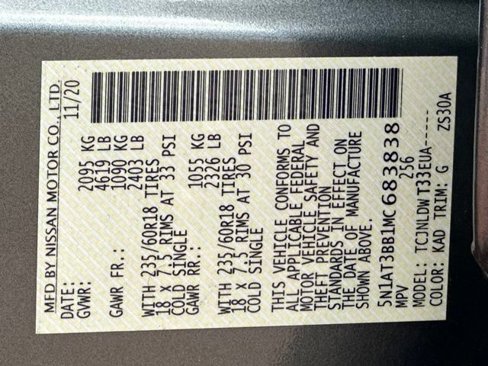 MFD BY NISSAN MOTOR CO., LTD.
DATE: 11/20
GVWR: 2095 KG
4619 LB
GAWR FR.: 1090 KG
2403 LB
WITH 235/60R18 TIRES
18 X 7.5 RIMS AT 33 PSI
COLD SINGLE
GAWR RR.: 1055 KG
2326 LB
WITH 235/60R18 TIRES
18 X 7.5 RIMS AT 30 PSI
COLD SINGLE
THIS VEHICLE CONFORMS TO
ALL APPLICABLE FEDERAL
MOTOR VEHICLE SAFETY AND
THEFT PREVENTION
STANDARDS IN EFFECT ON
THE DATE OF MANUFACTURE
SHOWN ABOVE.
5N1AT3BB1MC683838
MPV 256
MODEL: TCJNLDWT33EUA-----
COLOR: KAD TRIM: G ZS30A